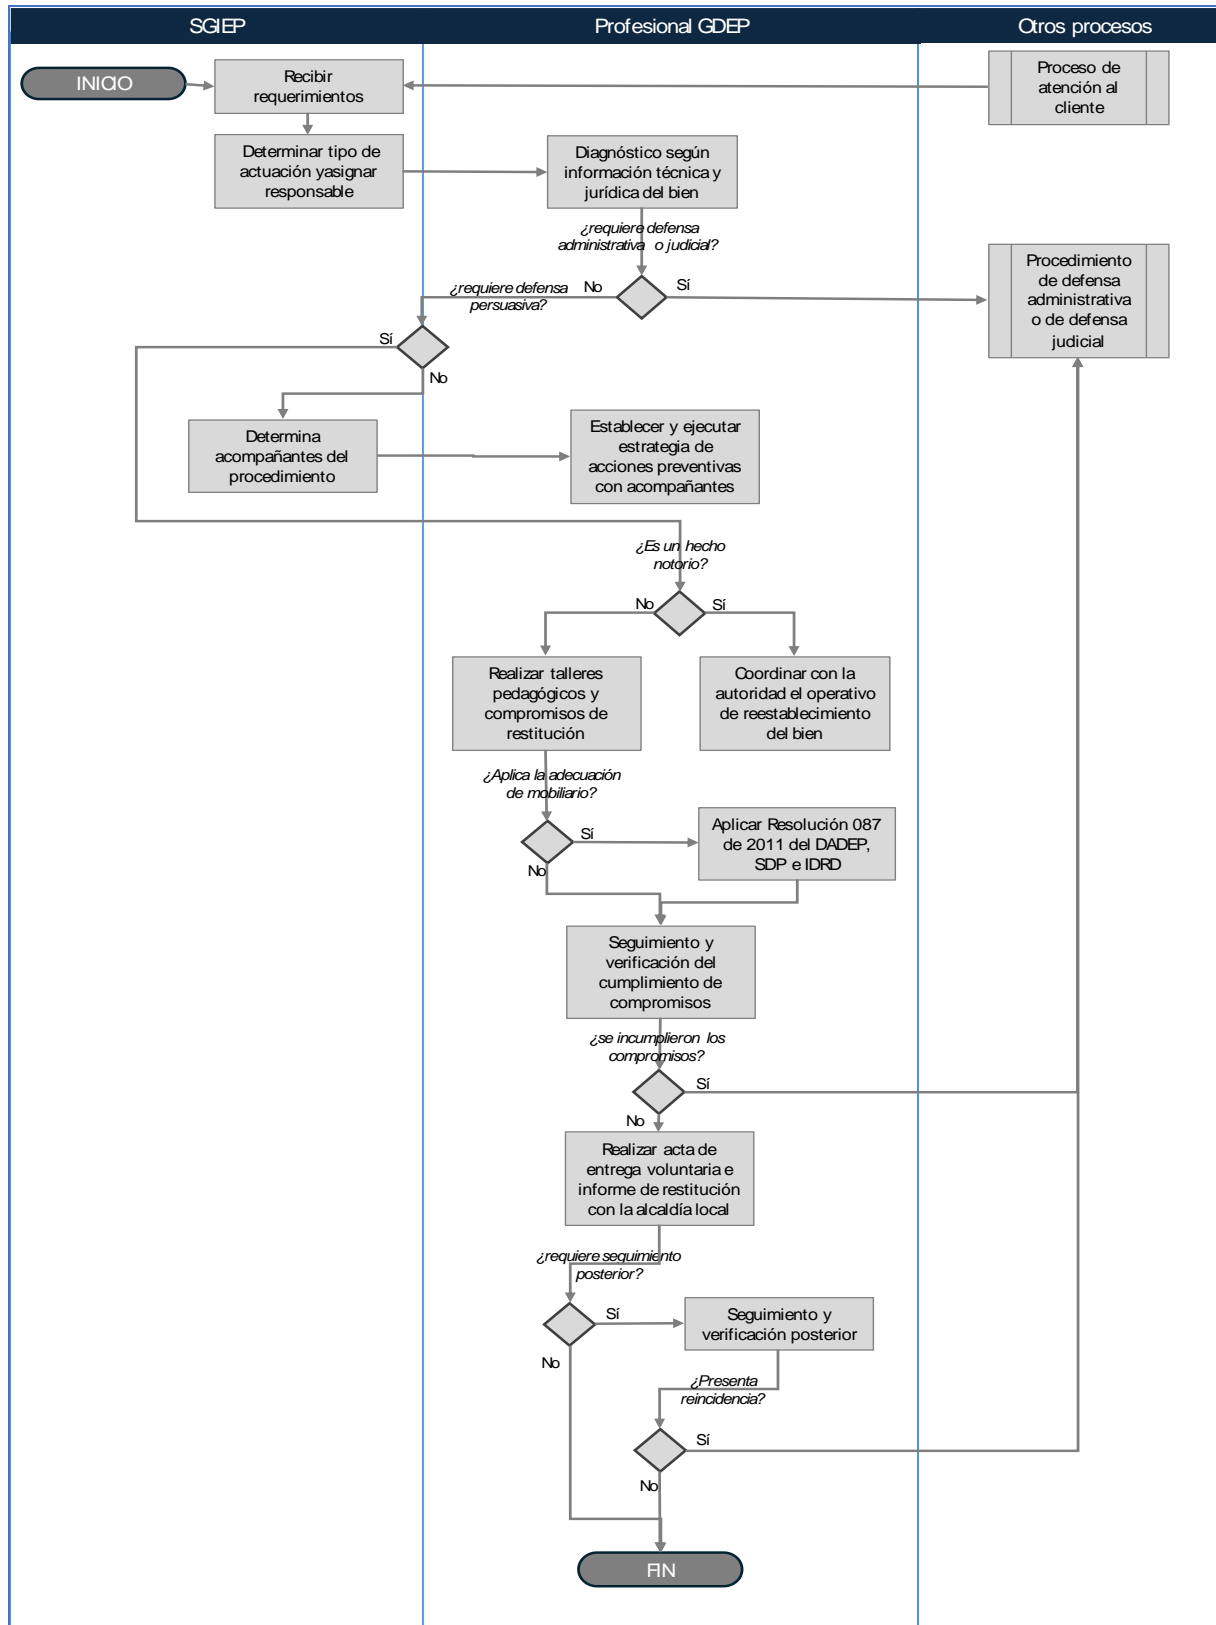 SGIEP
Profesional GDEP
Otros procesos
INICIO
Recibir
requerimientos
Proceso de
atención al
cliente
Determinar tipo de
actuación yasignar
responsable
Diagnóstico según
información técnica y
jurídica del bien
¿requiere defensa
administrativa o judicial?
No
Sí
Procedimiento
de defensa
administrativa
o de defensa
judicial
¿requiere defensa
persuasiva?
Sí
No
Determina
acompañantes del
procedimiento
Establecer y ejecutar
estrategia de
acciones preventivas
con acompañantes
¿Es un hecho
notorio?
No
Sí
Realizar talleres
pedagógicos y
compromisos de
restitución
Coordinar con la
autoridad el operativo
de reestablecimiento
del bien
¿Aplica la adecuación
de mobiliario?
Sí
No
Aplicar Resolución 087
de 2011 del DADEP,
SDP e IDRD
Seguimiento y
verificación del
cumplimiento de
compromisos
¿se incumplieron los
compromisos?
Sí
No
Realizar acta de
entrega voluntaria e
informe de restitución
con la alcaldía local
¿requiere seguimiento
posterior?
Sí
No
Seguimiento y
verificación posterior
¿Presenta
reincidencia?
Sí
No
FIN